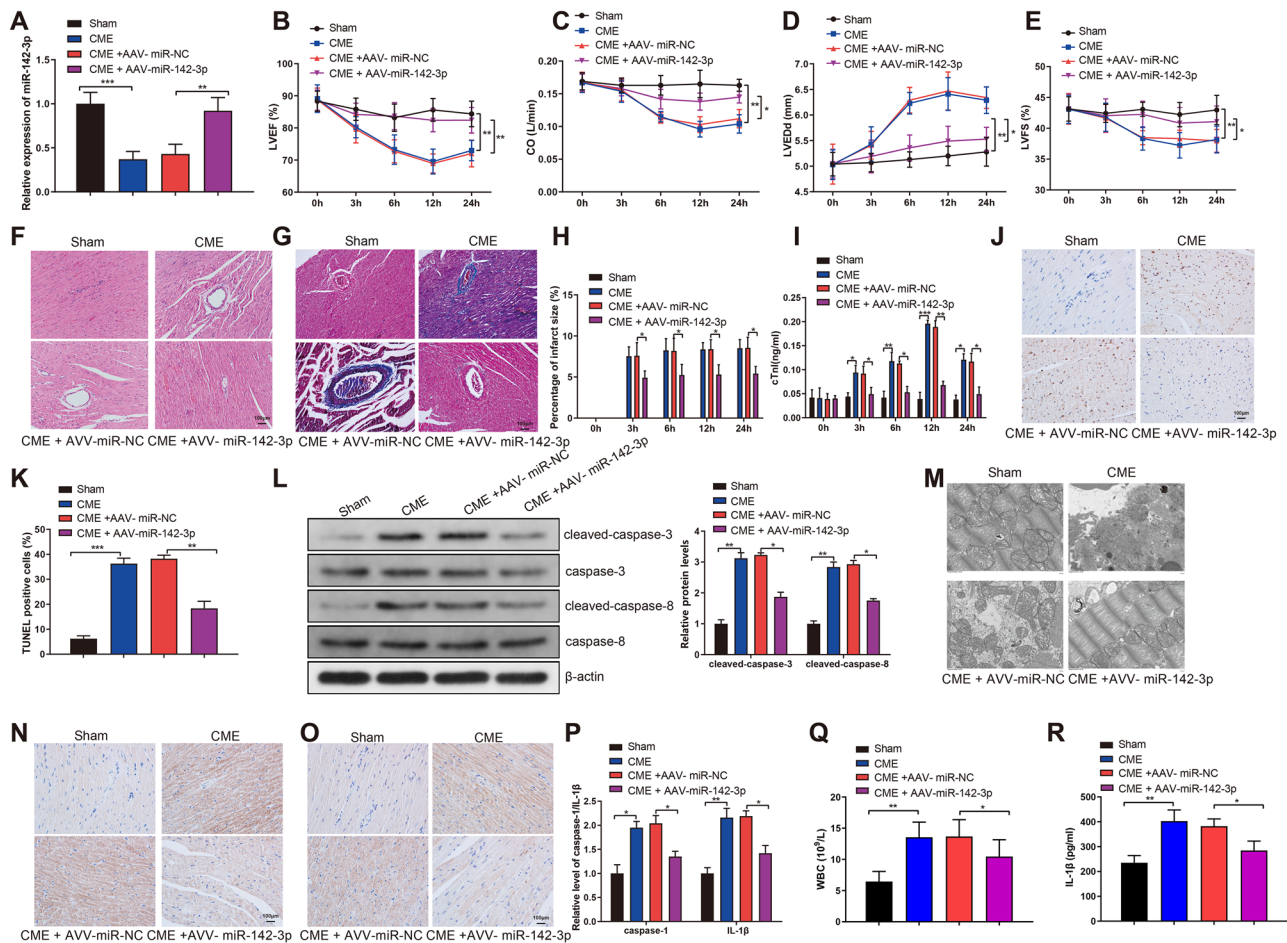 A
Sham
CME
CME +AAV- miR-NC
CME + AAV-miR-142-3p
Relative expression of miR-142-3p
1.5
1.0
0.5
0.0
***
**
B
Sham
CME
CME +AAV- miR-NC
CME + AAV-miR-142-3p
LVEF (%)
100
90
80
70
60
0h 3h 6h 12h 24h
** **
C
Sham
CME
CME +AAV- miR-NC
CME + AAV-miR-142-3p
CO (L/min)
0.20
0.15
0.10
0.05
0.00
0h 3h 6h 12h 24h
** *
D
Sham
CME
CME +AAV- miR-NC
CME + AAV-miR-142-3p
LVEDd (mm)
8.0
7.0
6.0
5.0
4.0
0h 3h 6h 12h 24h
** *
E
Sham
CME
CME +AAV- miR-NC
CME + AAV-miR-142-3p
LVFS (%)
50
45
40
35
30
0h 3h 6h 12h 24h
** *
F
Sham CME
100μm
CME + AVV-miR-NC CME +AVV- miR-142-3p
G
Sham CME
100μm
CME + AVV-miR-NC CME +AVV- miR-142-3p
H
Sham
CME
CME +AAV- miR-NC
CME + AAV-miR-142-3p
Percentage of infarct size (%)
15
10
5
0
* * * *
0h 3h 6h 12h 24h
I
Sham
CME
CME +AAV- miR-NC
CME + AAV-miR-142-3p
cTnI(ng/ml)
0.25
0.20
0.15
0.10
0.05
0.00
* * ** * *** ** * *
0h 3h 6h 12h 24h
J
Sham CME
100μm
CME + AVV-miR-NC CME +AVV- miR-142-3p
K
Sham
CME
CME +AAV- miR-NC
CME + AAV-miR-142-3p
TUNEL positive cells (%)
50
40
30
20
10
0
***
**
L
Sham CME CME +AAV- miR-NC CME + AAV-miR-142-3p
cleaved-caspase-3
caspase-3
cleaved-caspase-8
caspase-8
β-actin
Sham
CME
CME +AAV- miR-NC
CME + AAV-miR-142-3p
Relative protein levels
4
3
2
1
0
** * ** *
cleaved-caspase-3 cleaved-caspase-8
M
Sham CME
CME + AVV-miR-NC CME +AVV- miR-142-3p
N
Sham CME
100μm
CME + AVV-miR-NC CME +AVV- miR-142-3p
O
Sham CME
100μm
CME + AVV-miR-NC CME +AVV- miR-142-3p
P
Sham
CME
CME +AAV- miR-NC
CME + AAV-miR-142-3p
Relative level of caspase-1/IL-1β
4
3
2
1
0
* * ** *
caspase-1 IL-1β
Q
Sham
CME
CME +AAV- miR-NC
CME + AAV-miR-142-3p
WBC (10⁹/L)
20
15
10
5
0
** *
R
Sham
CME
CME +AAV- miR-NC
CME + AAV-miR-142-3p
IL-1β (pg/ml)
500
400
300
200
100
0
** *